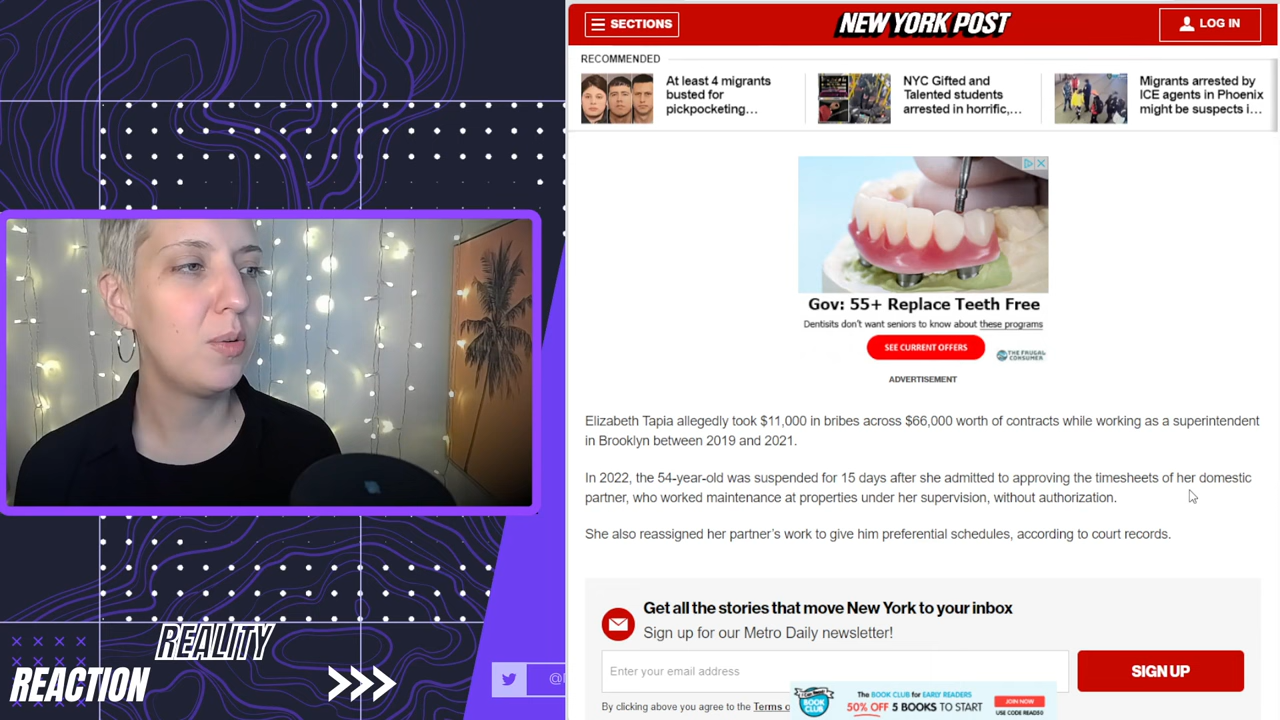 SECTIONS
NEW YORK POST
LOG IN
RECOMMENDED
At least 4 migrants
busted for
pickpocketing…
NYC Gifted and
Talented students
arrested in horrific,…
Migrants arrested by
ICE agents in Phoenix
might be suspects i…
Gov: 55+ Replace Teeth Free
Dentisits don't want seniors to know about these programs
SEE CURRENT OFFERS
THE FRUGAL
CONSUMER
ADVERTISEMENT
Elizabeth Tapia allegedly took $11,000 in bribes across $66,000 worth of contracts while working as a superintendent
in Brooklyn between 2019 and 2021.
In 2022, the 54-year-old was suspended for 15 days after she admitted to approving the timesheets of her domestic
partner, who worked maintenance at properties under her supervision, without authorization.
She also reassigned her partner's work to give him preferential schedules, according to court records.
Get all the stories that move New York to your inbox
Sign up for our Metro Daily newsletter!
Enter your email address
SIGN UP
By clicking above you agree to the Terms
BOOK
CLUB
The BOOK CLUB for EARLY READERS
50% OFF 5 BOOKS TO START
JOIN NOW
USE CODE READ50
REALITY
REACTION
@